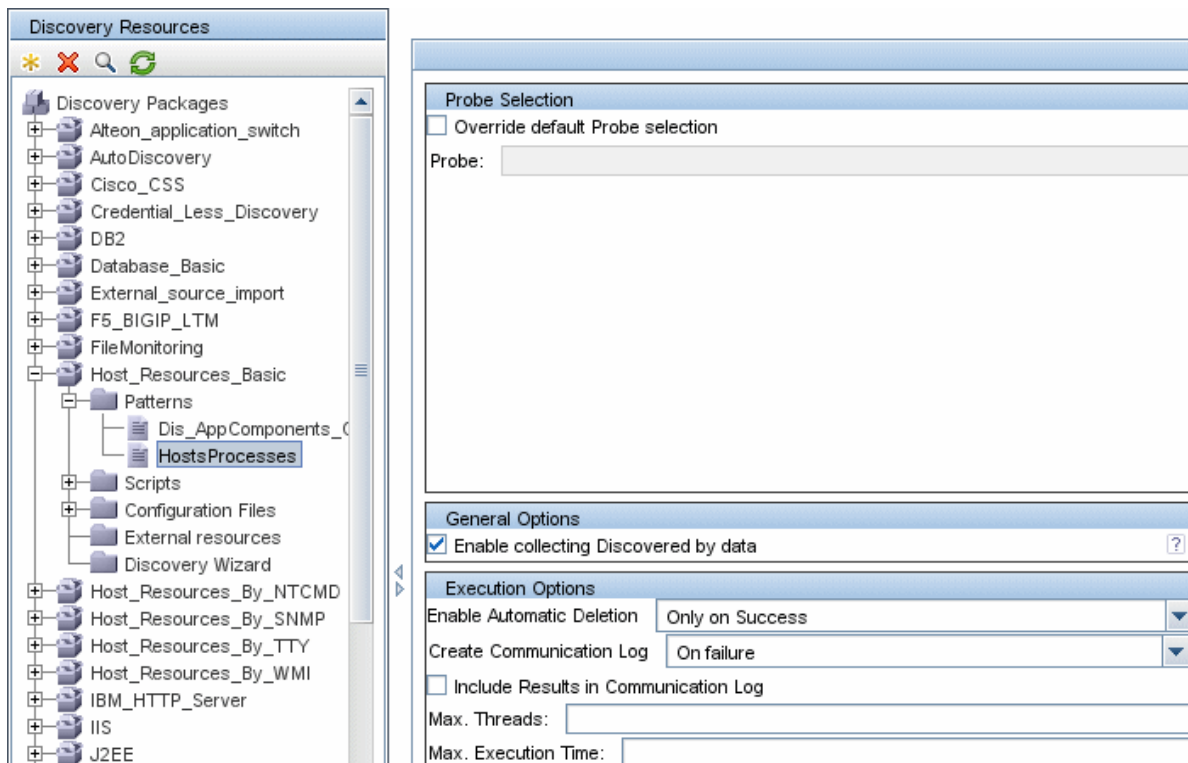 Discovery Resources
Discovery Packages
Alteon_application_switch
AutoDiscovery
Cisco_CSS
Credential_Less_Discovery
DB2
Database_Basic
External_source_import
F5_BIGIP_LTM
FileMonitoring
Host_Resources_Basic
Patterns
Dis_AppComponents_
HostsProcesses
Scripts
Configuration Files
External resources
Discovery Wizard
Host_Resources_By_NTCMD
Host_Resources_By_SNMP
Host_Resources_By_TTY
Host_Resources_By_WMI
IBM_HTTP_Server
IIS
J2EE
Probe Selection
Override default Probe selection
Probe:
General Options
Enable collecting Discovered by data ?
Execution Options
Enable Automatic Deletion Only on Success
Create Communication Log On failure
Include Results in Communication Log
Max. Threads:
Max. Execution Time: